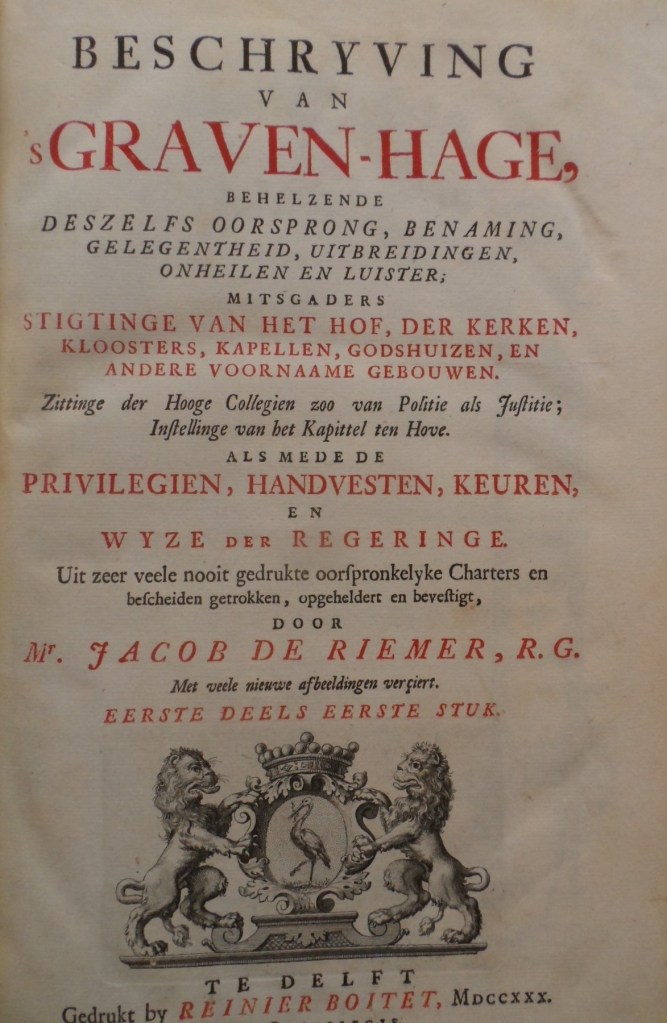 BESCHRYVING
VAN
'sGRAVEN-HAGE,
BEHELZENDE
DESZELFS OORSPRONG, BENAMING,
GELEGENTHEID, UITBREIDINGEN,
ONHEILEN EN LUISTER;
MITSGADERS
STIGTINGE VAN HET HOF, DER KERKEN,
KLOOSTERS, KAPELLEN, GODSHUIZEN, EN
ANDERE VOORNAAME GEBOUWEN.
Zittinge der Hooge Collegien zoo van Politie als Juſtitie;
Inſtellinge van het Kapittel ten Hove.
ALS MEDE DE
PRIVILEGIEN, HANDVESTEN, KEUREN,
EN
WYZE DER REGERINGE.
Uit zeer veele nooit gedrukte oorſpronkelyke Charters en
beſcheiden getrokken, opgeheldert en beveſtigt,
DOOR
Mr. JACOB DE RIEMER, R. G.
Met veele nieuwe afbeeldingen verçiert.
EERSTE DEELS EERSTE STUK.
TE DELFT
Gedrukt by REINIER BOITET, MDCCXXX.